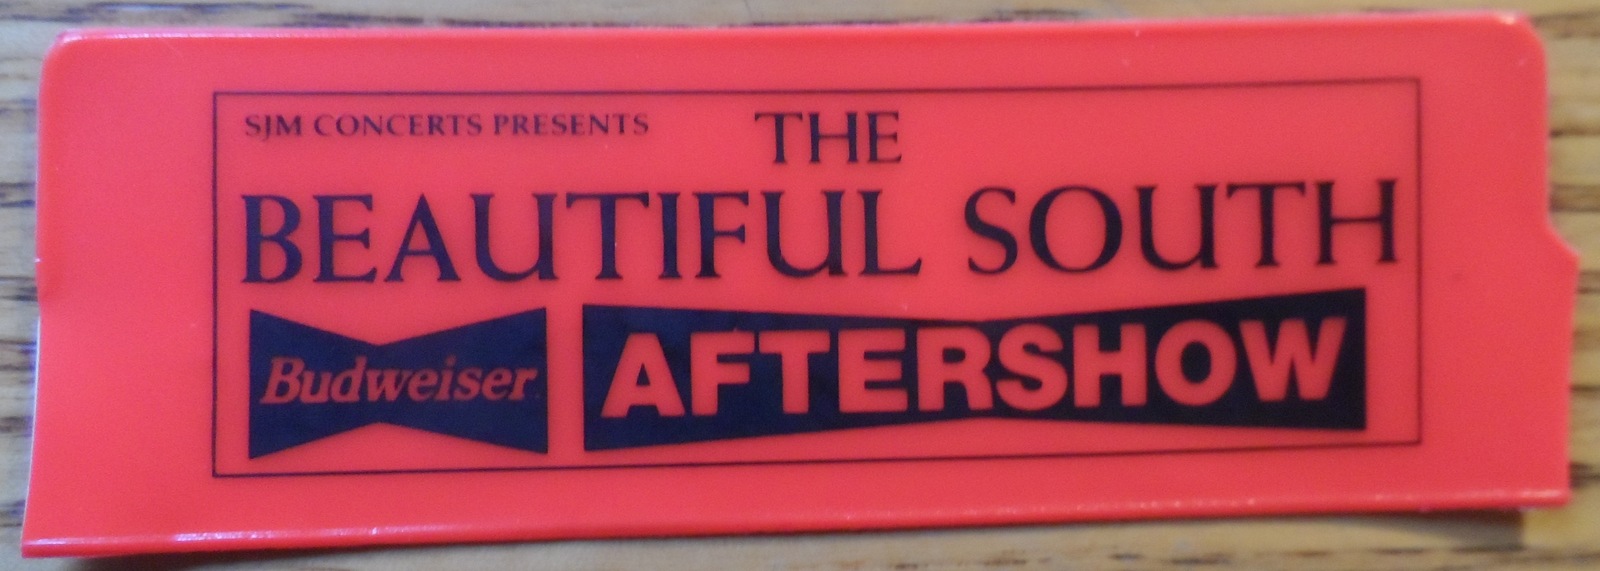 SJM CONCERTS PRESENTS
THE
BEAUTIFUL SOUTH
Budweiser
AFTERSHOW